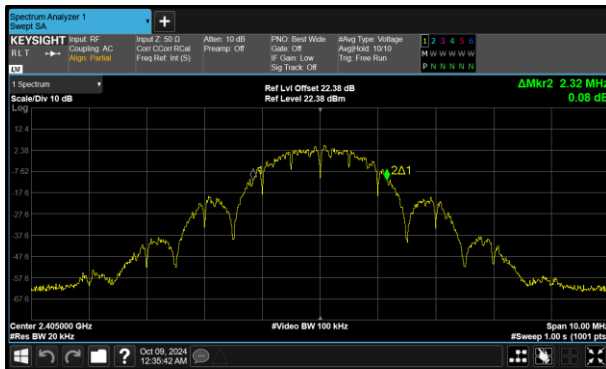 Spectrum Analyzer 1
Swept SA
KEYSIGHT
RLT
LNI
Input: RF
Coupling: AC
Align: Partial
Input Z: 50 Ω
Corr CCorr RCal
Freq Ref: Int (S)
Atten: 10 dB
Preamp: Off
PNO: Best Wide
Gate: Off
IF Gain: Low
Sig Track: Off
#Avg Type: Voltage
Avg|Hold: 10/10
Trig: Free Run
1 2 3 4 5 6
M W W W W W
P N N N N N
1 Spectrum
Scale/Div 10 dB
Ref Lvl Offset 22.38 dB
Ref Level 22.38 dBm
ΔMkr2 2.32 MHz
0.08 dB
Log
12.4
2.38
-7.62
-17.6
-27.6
-37.6
-47.6
-57.6
-67.6
2Δ1
Center 2.405000 GHz
#Res BW 20 kHz
#Video BW 100 kHz
Span 10.00 MHz
#Sweep 1.00 s (1001 pts)
?
Oct 09, 2024
12:35:42 AM